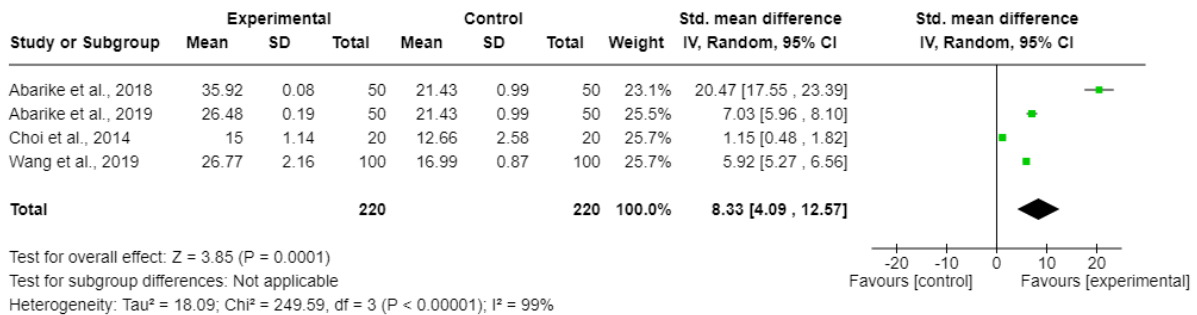 Experimental Control Std. mean difference Std. mean difference
Study or Subgroup Mean SD Total Mean SD Total Weight IV, Random, 95% CI IV, Random, 95% CI
Abarike et al., 2018 35.92 0.08 50 21.43 0.99 50 23.1% 20.47 [17.55 , 23.39]
Abarike et al., 2019 26.48 0.19 50 21.43 0.99 50 25.5% 7.03 [5.96 , 8.10]
Choi et al., 2014 15 1.14 20 12.66 2.58 20 25.7% 1.15 [0.48 , 1.82]
Wang et al., 2019 26.77 2.16 100 16.99 0.87 100 25.7% 5.92 [5.27 , 6.56]
Total 220 220 100.0% 8.33 [4.09 , 12.57]
Test for overall effect: Z = 3.85 (P = 0.0001)
Test for subgroup differences: Not applicable
Heterogeneity: Tau² = 18.09; Chi² = 249.59, df = 3 (P < 0.00001); I² = 99%
-20 -10 0 10 20
Favours [control] Favours [experimental]